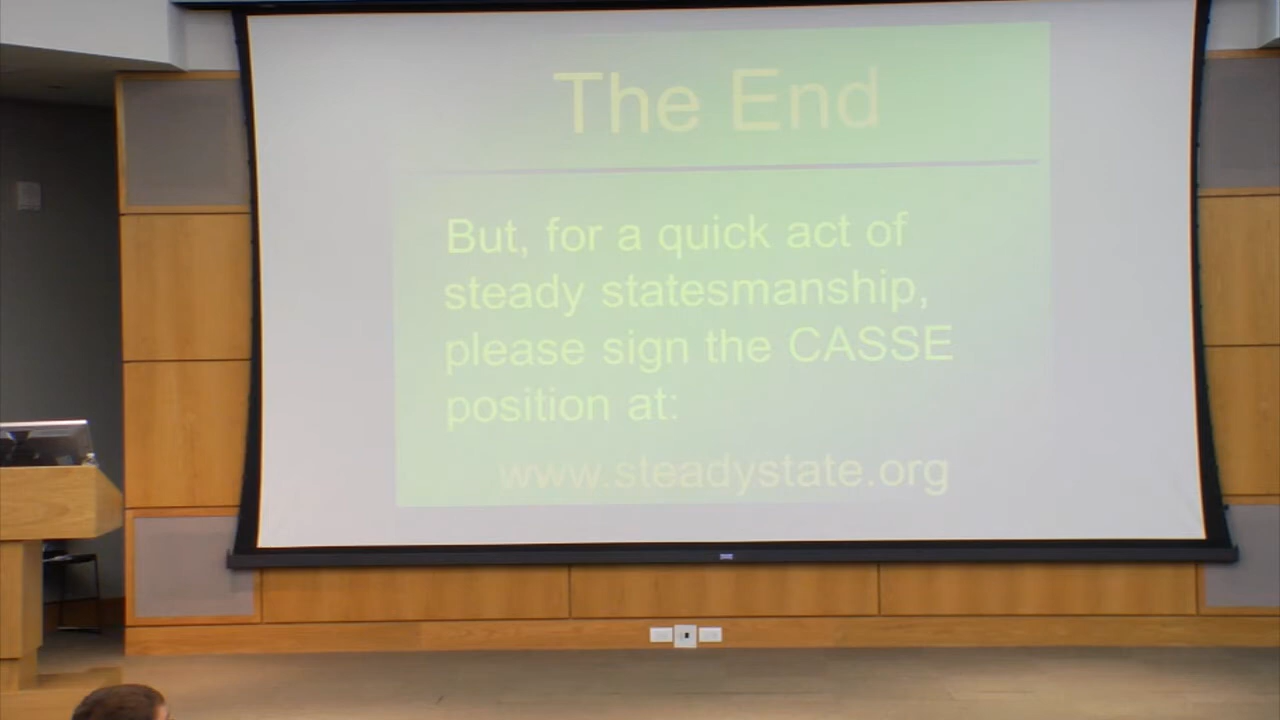 The End
But, for a quick act of
steady statesmanship,
please sign the CASSE
position at:
www.steadystate.org